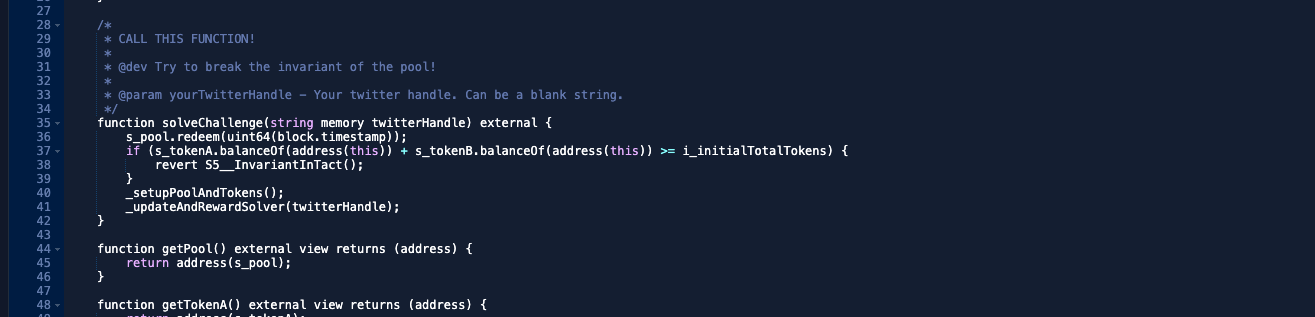 27
28 /*
29 * CALL THIS FUNCTION!
30 *
31 * @dev Try to break the invariant of the pool!
32 *
33 * @param yourTwitterHandle - Your twitter handle. Can be a blank string.
34 */
35 function solveChallenge(string memory twitterHandle) external {
36 s_pool.redeem(uint64(block.timestamp));
37 if (s_tokenA.balanceOf(address(this)) + s_tokenB.balanceOf(address(this)) >= i_initialTotalTokens) {
38 revert S5__InvariantInTact();
39 }
40 _setupPoolAndTokens();
41 _updateAndRewardSolver(twitterHandle);
42 }
43
44 function getPool() external view returns (address) {
45 return address(s_pool);
46 }
47
48 function getTokenA() external view returns (address) {